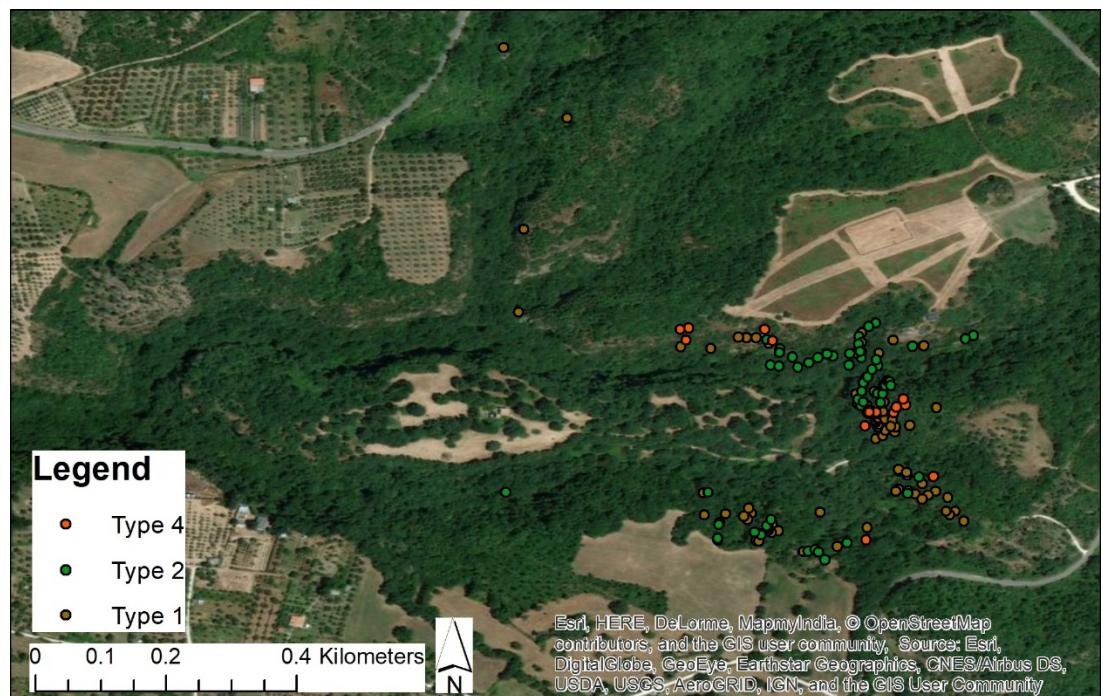 Legend
Type 4
Type 2
Type 1
0 0.1 0.2 0.4 Kilometers
N
Esri, HERE, DeLorme, MapmyIndia, © OpenStreetMap
contributors, and the GIS user community, Source: Esri,
DigitalGlobe, GeoEye, Earthstar Geographics, CNES/Airbus DS,
USDA, USGS, AeroGRID, IGN, and the GIS User Community